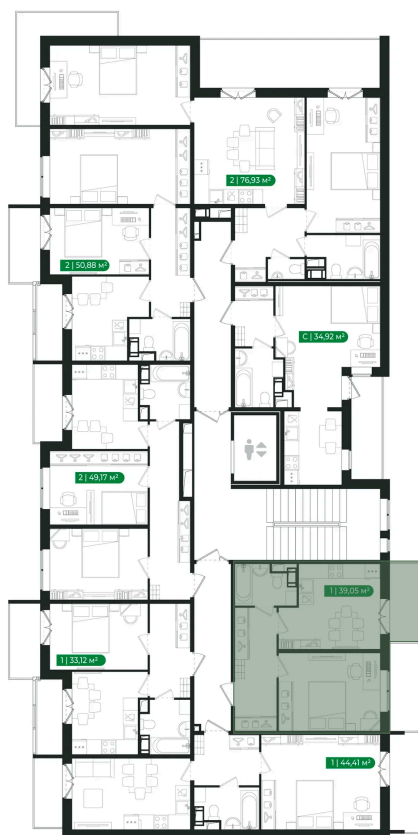 2 | 76,93 м²
2 | 50,88 м²
С | 34,92 м²
2 | 49,17 м²
1 | 39,05 м²
1 | 33,12 м²
1 | 44,41 м²